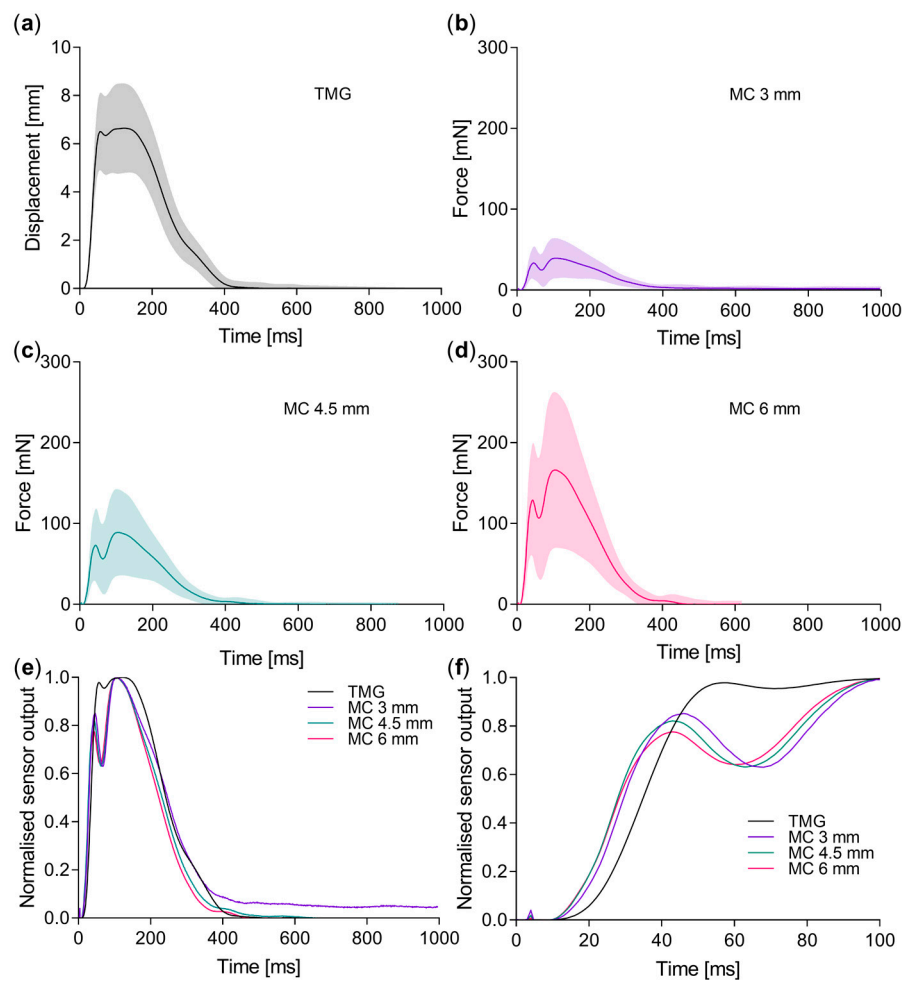 (a)
10
8
6
4
2
0
Displacement [mm]
TMG
0 200 400 600 800 1000
Time [ms]
(b)
300
200
100
0
Force [mN]
MC 3 mm
0 200 400 600 800 1000
Time [ms]
(c)
300
200
100
0
Force [mN]
MC 4.5 mm
0 200 400 600 800 1000
Time [ms]
(d)
300
200
100
0
Force [mN]
MC 6 mm
0 200 400 600 800 1000
Time [ms]
(e)
1.0
0.8
0.6
0.4
0.2
0.0
Normalised sensor output
TMG
MC 3 mm
MC 4.5 mm
MC 6 mm
0 200 400 600 800 1000
Time [ms]
(f)
1.0
0.8
0.6
0.4
0.2
0.0
Normalised sensor output
TMG
MC 3 mm
MC 4.5 mm
MC 6 mm
0 20 40 60 80 100
Time [ms]